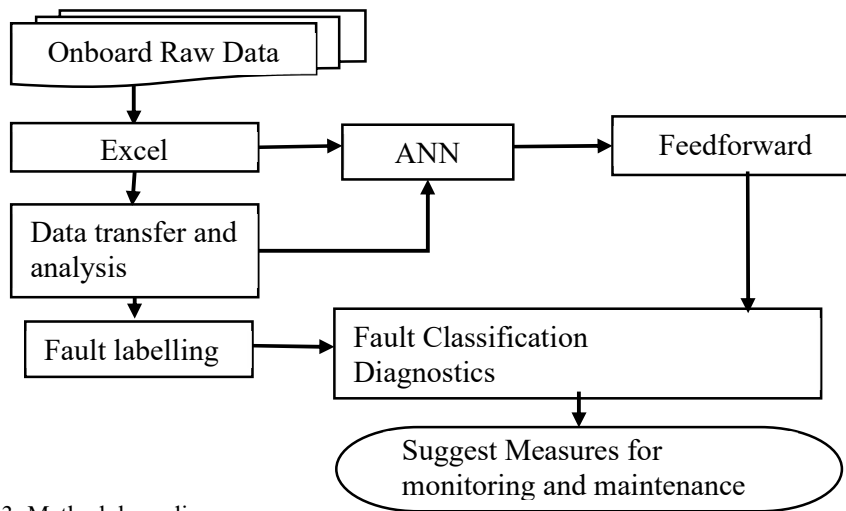 Onboard Raw Data
Excel
ANN
Feedforward
Data transfer and
analysis
Fault labelling
Fault Classification
Diagnostics
Suggest Measures for
monitoring and maintenance